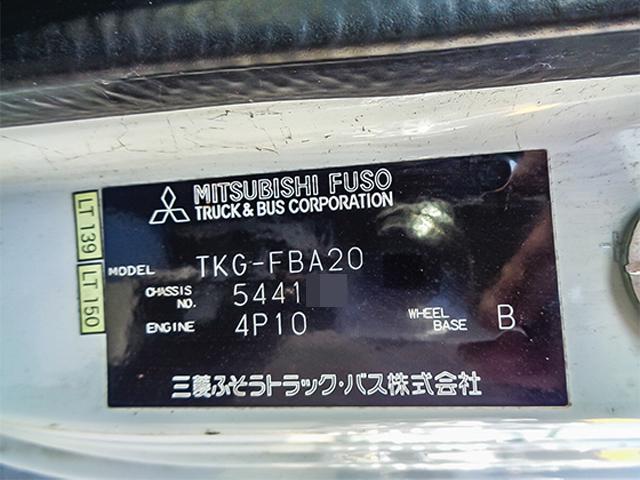 MITSUBISHI FUSO
TRUCK & BUS CORPORATION
LT 139
LT 150
MODEL TKG-FBA20
CHASSIS NO. 5441
ENGINE 4P10 WHEEL BASE B
三菱ふそうトラック・バス株式会社